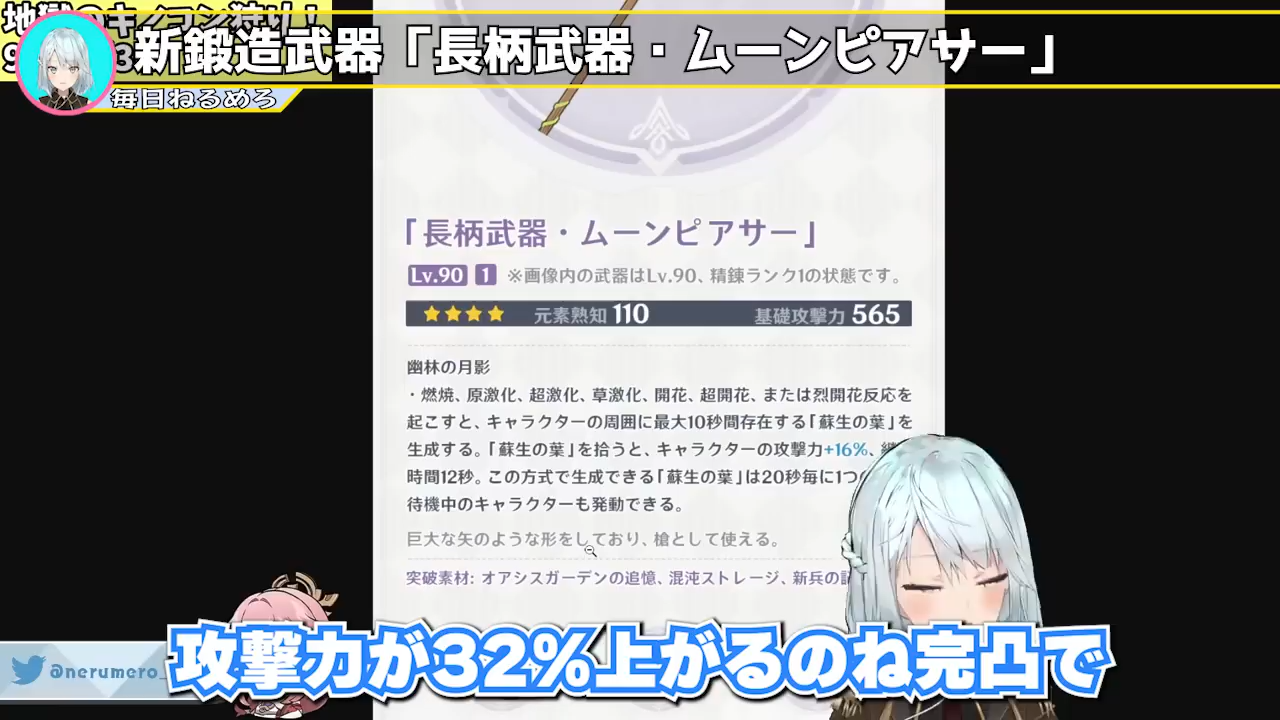 新鍛造武器「長柄武器・ムーンピアサー」
毎日ねるめろ
「長柄武器・ムーンピアサー」
Lv.90 1 ※画像内の武器はLv.90、精錬ランク1の状態です。
★★★★ 元素熟知 110 基礎攻撃力 565
幽林の月影
・燃焼、原激化、超激化、草激化、開花、超開花、または烈開花反応を
起こすと、キャラクターの周囲に最大10秒間存在する「蘇生の葉」を
生成する。「蘇生の葉」を拾うと、キャラクターの攻撃力+16%、
時間12秒。この方式で生成できる「蘇生の葉」は20秒毎に1つ
待機中のキャラクターも発動できる。
巨大な矢のような形をしており、槍として使える。
突破素材: オアシスガーデンの追憶、混沌ストレージ、新兵の
@nerumero_
攻撃力が32%上がるのね完凸で